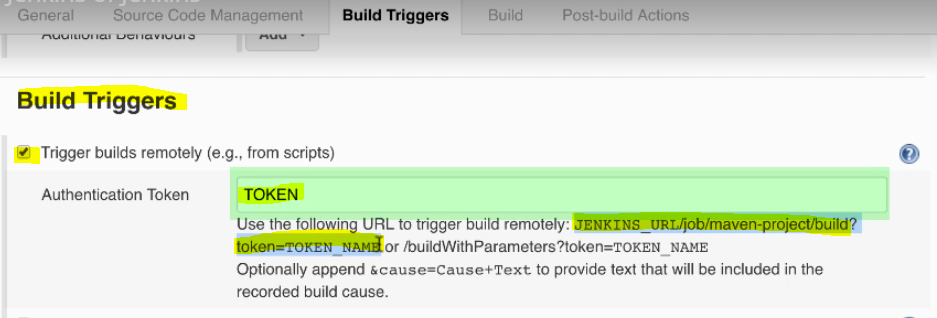 General Source Code Management Build Triggers Build Post-build Actions
Additional Behaviours Add
Build Triggers
Trigger builds remotely (e.g., from scripts)
Authentication Token TOKEN
Use the following URL to trigger build remotely: JENKINS_URL/job/maven-project/build?
token=TOKEN_NAME or /buildWithParameters?token=TOKEN_NAME
Optionally append &cause=Cause+Text to provide text that will be included in the
recorded build cause.